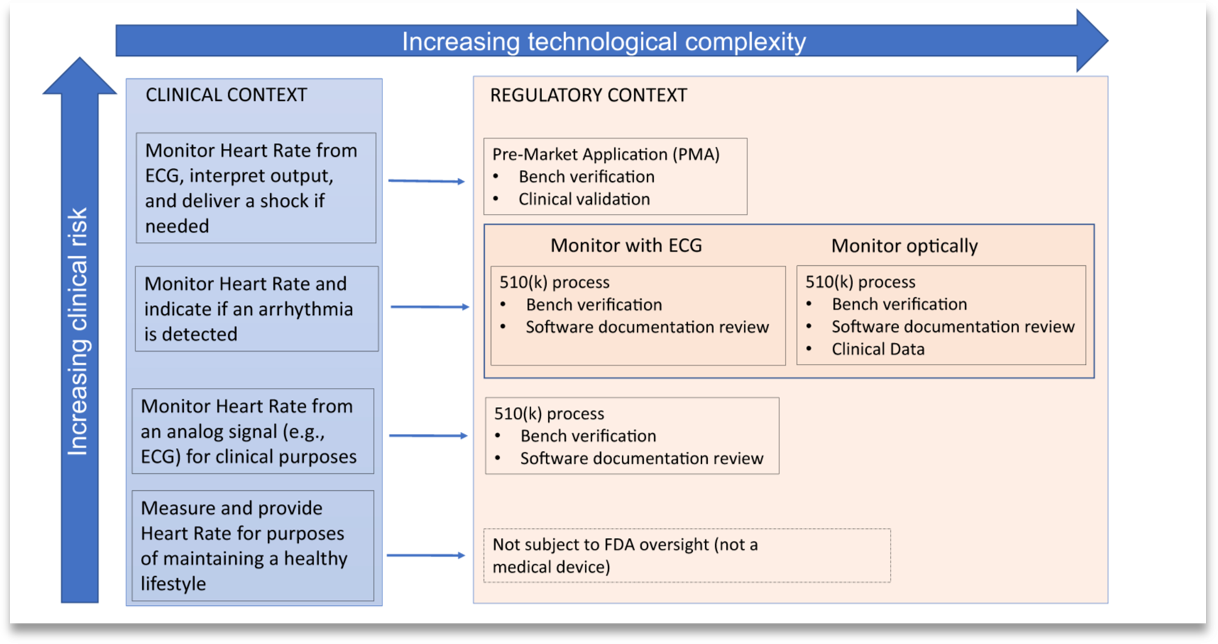 Increasing technological complexity
Increasing clinical risk
CLINICAL CONTEXT
REGULATORY CONTEXT
Monitor Heart Rate from
ECG, interpret output,
and deliver a shock if
needed
Pre-Market Application (PMA)
• Bench verification
• Clinical validation
Monitor Heart Rate and
indicate if an arrhythmia
is detected
Monitor with ECG
510(k) process
• Bench verification
• Software documentation review
Monitor optically
510(k) process
• Bench verification
• Software documentation review
• Clinical Data
Monitor Heart Rate from
an analog signal (e.g.,
ECG) for clinical purposes
510(k) process
• Bench verification
• Software documentation review
Measure and provide
Heart Rate for purposes
of maintaining a healthy
lifestyle
Not subject to FDA oversight (not a
medical device)